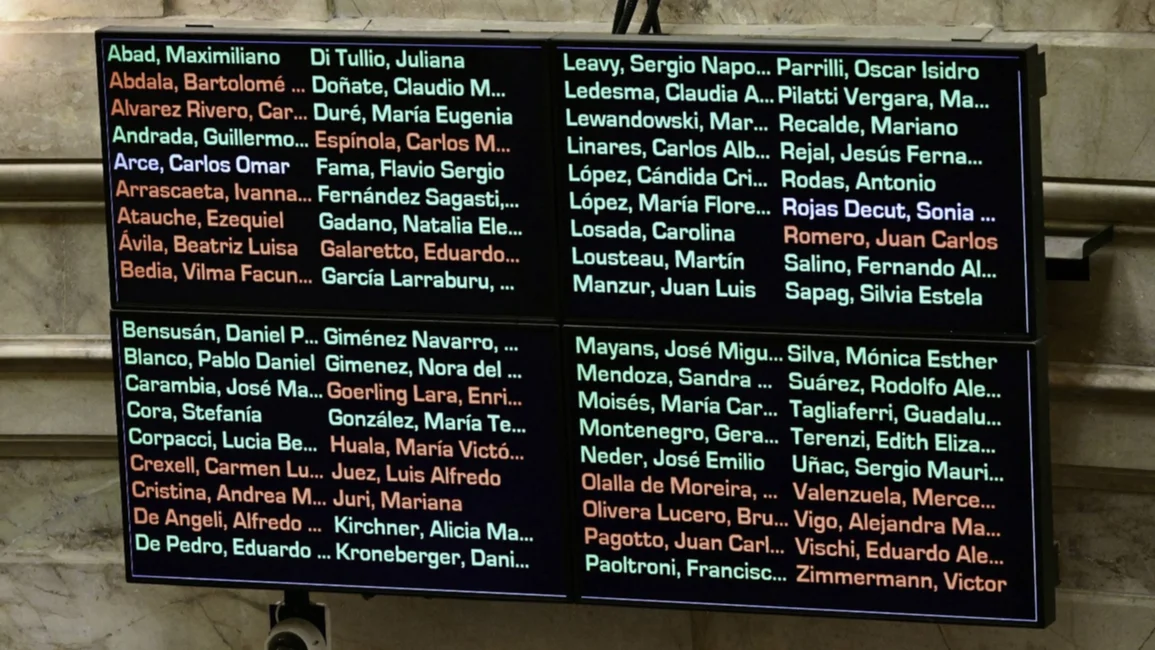 Abad, Maximiliano
Abdala, Bartolomé ...
Alvarez Rivero, Car...
Andrada, Guillermo...
Arce, Carlos Omar
Arrascaeta, Ivanna...
Atauche, Ezequiel
Ávila, Beatriz Luisa
Bedia, Vilma Facun...
Di Tullio, Juliana
Doñate, Claudio M...
Duré, María Eugenia
Espínola, Carlos M...
Fama, Flavio Sergio
Fernández Sagasti,...
Gadano, Natalia Ele...
Galaretto, Eduardo...
García Larraburu, ...
Leavy, Sergio Napo...
Ledesma, Claudia A...
Lewandowski, Mar...
Linares, Carlos Alb...
López, Cándida Cri...
López, María Flore...
Losada, Carolina
Lousteau, Martín
Manzur, Juan Luis
Parrilli, Oscar Isidro
Pilatti Vergara, Ma...
Recalde, Mariano
Rejal, Jesús Ferna...
Rodas, Antonio
Rojas Decut, Sonia ...
Romero, Juan Carlos
Salino, Fernando Al...
Sapag, Silvia Estela
Bensusán, Daniel P...
Blanco, Pablo Daniel
Carambia, José Ma...
Cora, Stefanía
Corpacci, Lucia Be...
Crexell, Carmen Lu...
Cristina, Andrea M...
De Angeli, Alfredo ...
De Pedro, Eduardo ...
Giménez Navarro, ...
Gimenez, Nora del ...
Goerling Lara, Enri...
González, María Te...
Huala, María Victó...
Juez, Luis Alfredo
Juri, Mariana
Kirchner, Alicia Ma...
Kroneberger, Dani...
Mayans, José Migu...
Mendoza, Sandra ...
Moisés, María Car...
Montenegro, Gera...
Neder, José Emilio
Olalla de Moreira, ...
Olivera Lucero, Bru...
Pagotto, Juan Carl...
Paoltroni, Francisc...
Silva, Mónica Esther
Suárez, Rodolfo Ale...
Tagliaferri, Guadalu...
Terenzi, Edith Eliza...
Uñac, Sergio Mauri...
Valenzuela, Merce...
Vigo, Alejandra Ma...
Vischi, Eduardo Ale...
Zimmermann, Victor